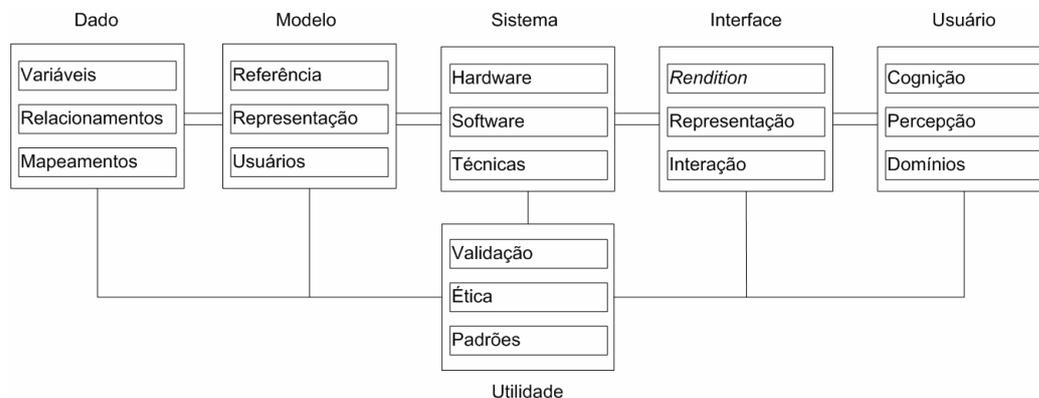 Dado
Modelo
Sistema
Interface
Usuário
Variáveis
Relacionamentos
Mapeamentos
Referência
Representação
Usuários
Hardware
Software
Técnicas
Rendition
Representação
Interação
Cognição
Percepção
Domínios
Validação
Ética
Padrões
Utilidade